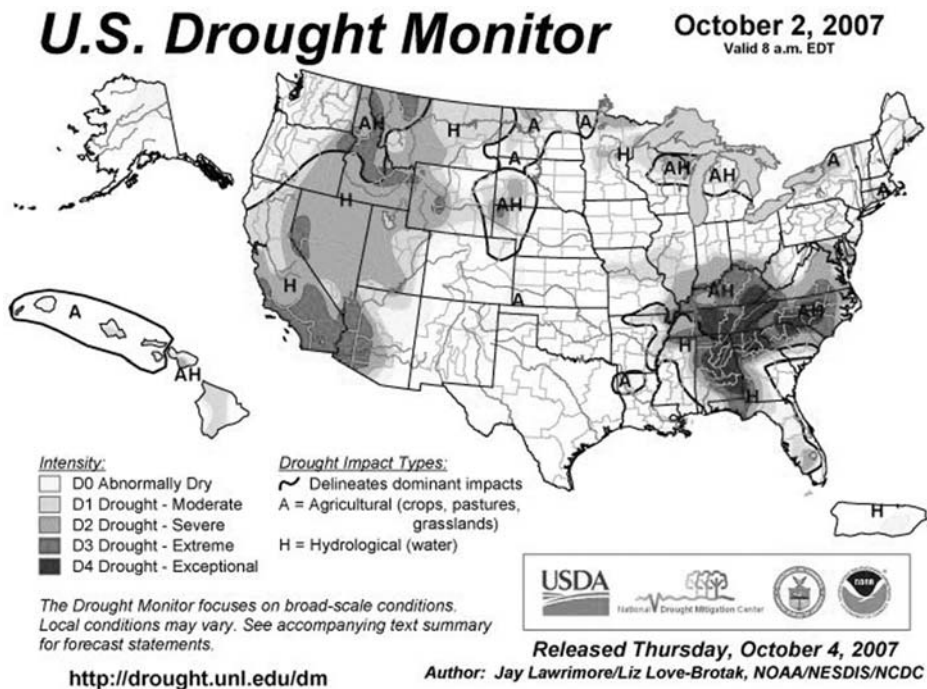 U.S. Drought Monitor
October 2, 2007
Valid 8 a.m. EDT
AH
H
A
A
A
H
AH
AH
A
A
H
AH
H
A
AH
AH
H
A
H
A
AH
H
Intensity:
D0 Abnormally Dry
D1 Drought - Moderate
D2 Drought - Severe
D3 Drought - Extreme
D4 Drought - Exceptional
Drought Impact Types:
Delineates dominant impacts
A = Agricultural (crops, pastures,
grasslands)
H = Hydrological (water)
The Drought Monitor focuses on broad-scale conditions.
Local conditions may vary. See accompanying text summary
for forecast statements.
http://drought.unl.edu/dm
USDA
National Drought Mitigation Center
NOAA
Released Thursday, October 4, 2007
Author: Jay Lawrimore/Liz Love-Brotak, NOAA/NESDIS/NCDC